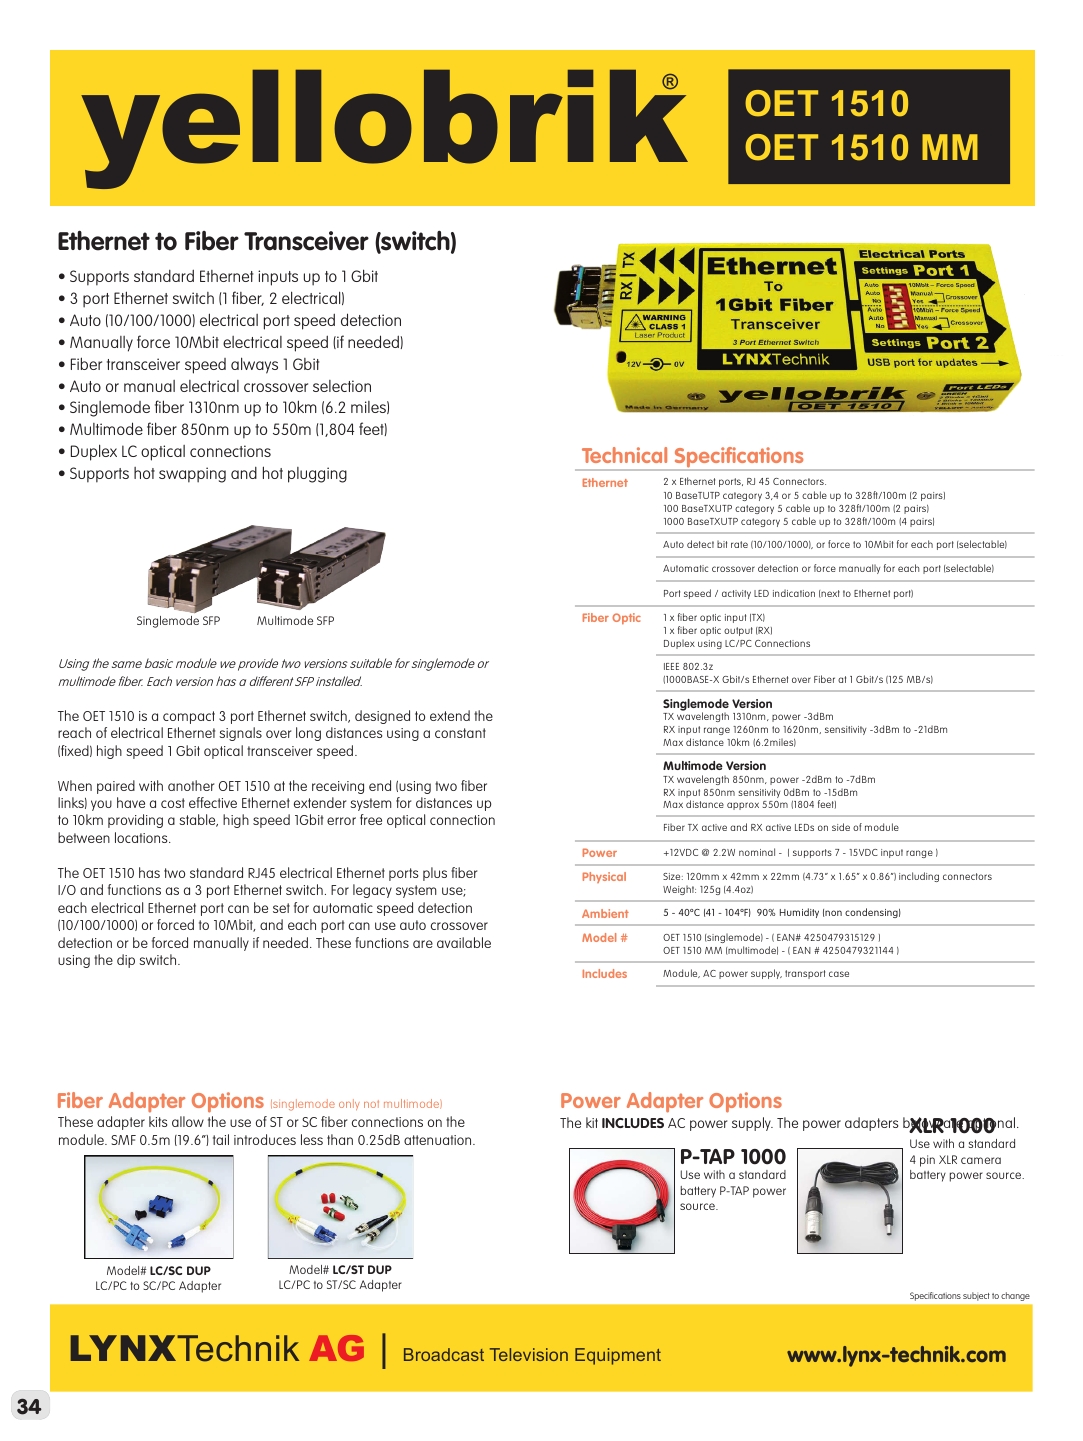 yellobrik®
OET 1510
OET 1510 MM
Ethernet to Fiber Transceiver (switch)
• Supports standard Ethernet inputs up to 1 Gbit
• 3 port Ethernet switch (1 fiber, 2 electrical)
• Auto (10/100/1000) electrical port speed detection
• Manually force 10Mbit electrical speed (if needed)
• Fiber transceiver speed always 1 Gbit
• Auto or manual electrical crossover selection
• Singlemode fiber 1310nm up to 10km (6.2 miles)
• Multimode fiber 850nm up to 550m (1,804 feet)
• Duplex LC optical connections
• Supports hot swapping and hot plugging
Singlemode SFP
Multimode SFP
Using the same basic module we provide two versions suitable for singlemode or
multimode fiber. Each version has a different SFP installed.
The OET 1510 is a compact 3 port Ethernet switch, designed to extend the
reach of electrical Ethernet signals over long distances using a constant
(fixed) high speed 1 Gbit optical transceiver speed.
When paired with another OET 1510 at the receiving end (using two fiber
links) you have a cost effective Ethernet extender system for distances up
to 10km providing a stable, high speed 1Gbit error free optical connection
between locations.
The OET 1510 has two standard RJ45 electrical Ethernet ports plus fiber
I/O and functions as a 3 port Ethernet switch. For legacy system use;
each electrical Ethernet port can be set for automatic speed detection
(10/100/1000) or forced to 10Mbit, and each port can use auto crossover
detection or be forced manually if needed. These functions are available
using the dip switch.
RX | TX
Ethernet
To
1Gbit Fiber
Transceiver
3 Port Ethernet Switch
LYNXTechnik
WARNING
CLASS 1
Laser Product
12V
0V
Electrical Ports
Settings Port 1
Auto 10Mbit – Force Speed
Auto Manual
No Yes Crossover
Auto 10Mbit – Force Speed
Auto Manual
No Yes Crossover
Settings Port 2
USB port for updates
Made in Germany
yellobrik
OET 1510
Port LEDs
GREEN
Technical Specifications
Ethernet
2 x Ethernet ports, RJ 45 Connectors.
10 BaseTUTP category 3,4 or 5 cable up to 328ft/100m (2 pairs)
100 BaseTXUTP category 5 cable up to 328ft/100m (2 pairs)
1000 BaseTXUTP category 5 cable up to 328ft/100m (4 pairs)
Auto detect bit rate (10/100/1000), or force to 10Mbit for each port (selectable)
Automatic crossover detection or force manually for each port (selectable)
Port speed / activity LED indication (next to Ethernet port)
Fiber Optic
1 x fiber optic input (TX)
1 x fiber optic output (RX)
Duplex using LC/PC Connections
IEEE 802.3z
(1000BASE-X Gbit/s Ethernet over Fiber at 1 Gbit/s (125 MB/s)
Singlemode Version
TX wavelength 1310nm, power -3dBm
RX input range 1260nm to 1620nm, sensitivity -3dBm to -21dBm
Max distance 10km (6.2miles)
Multimode Version
TX wavelength 850nm, power -2dBm to -7dBm
RX input 850nm sensitivity 0dBm to -15dBm
Max distance approx 550m (1804 feet)
Fiber TX active and RX active LEDs on side of module
Power
+12VDC @ 2.2W nominal - ( supports 7 - 15VDC input range )
Physical
Size: 120mm x 42mm x 22mm (4.73” x 1.65” x 0.86”) including connectors
Weight: 125g (4.4oz)
Ambient
5 - 40°C (41 - 104°F) 90% Humidity (non condensing)
Model #
OET 1510 (singlemode) - ( EAN# 4250479315129 )
OET 1510 MM (multimode) - ( EAN # 4250479321144 )
Includes
Module, AC power supply, transport case
Fiber Adapter Options (singlemode only not multimode)
These adapter kits allow the use of ST or SC fiber connections on the
module. SMF 0.5m (19.6”) tail introduces less than 0.25dB attenuation.
Model# LC/SC DUP
LC/PC to SC/PC Adapter
Model# LC/ST DUP
LC/PC to ST/SC Adapter
Power Adapter Options
The kit INCLUDES AC power supply. The power adapters below are optional.
P-TAP 1000
Use with a standard
battery P-TAP power
source.
XLR 1000
Use with a standard
4 pin XLR camera
battery power source.
Specifications subject to change
LYNXTechnik AG | Broadcast Television Equipment
www.lynx-technik.com
34